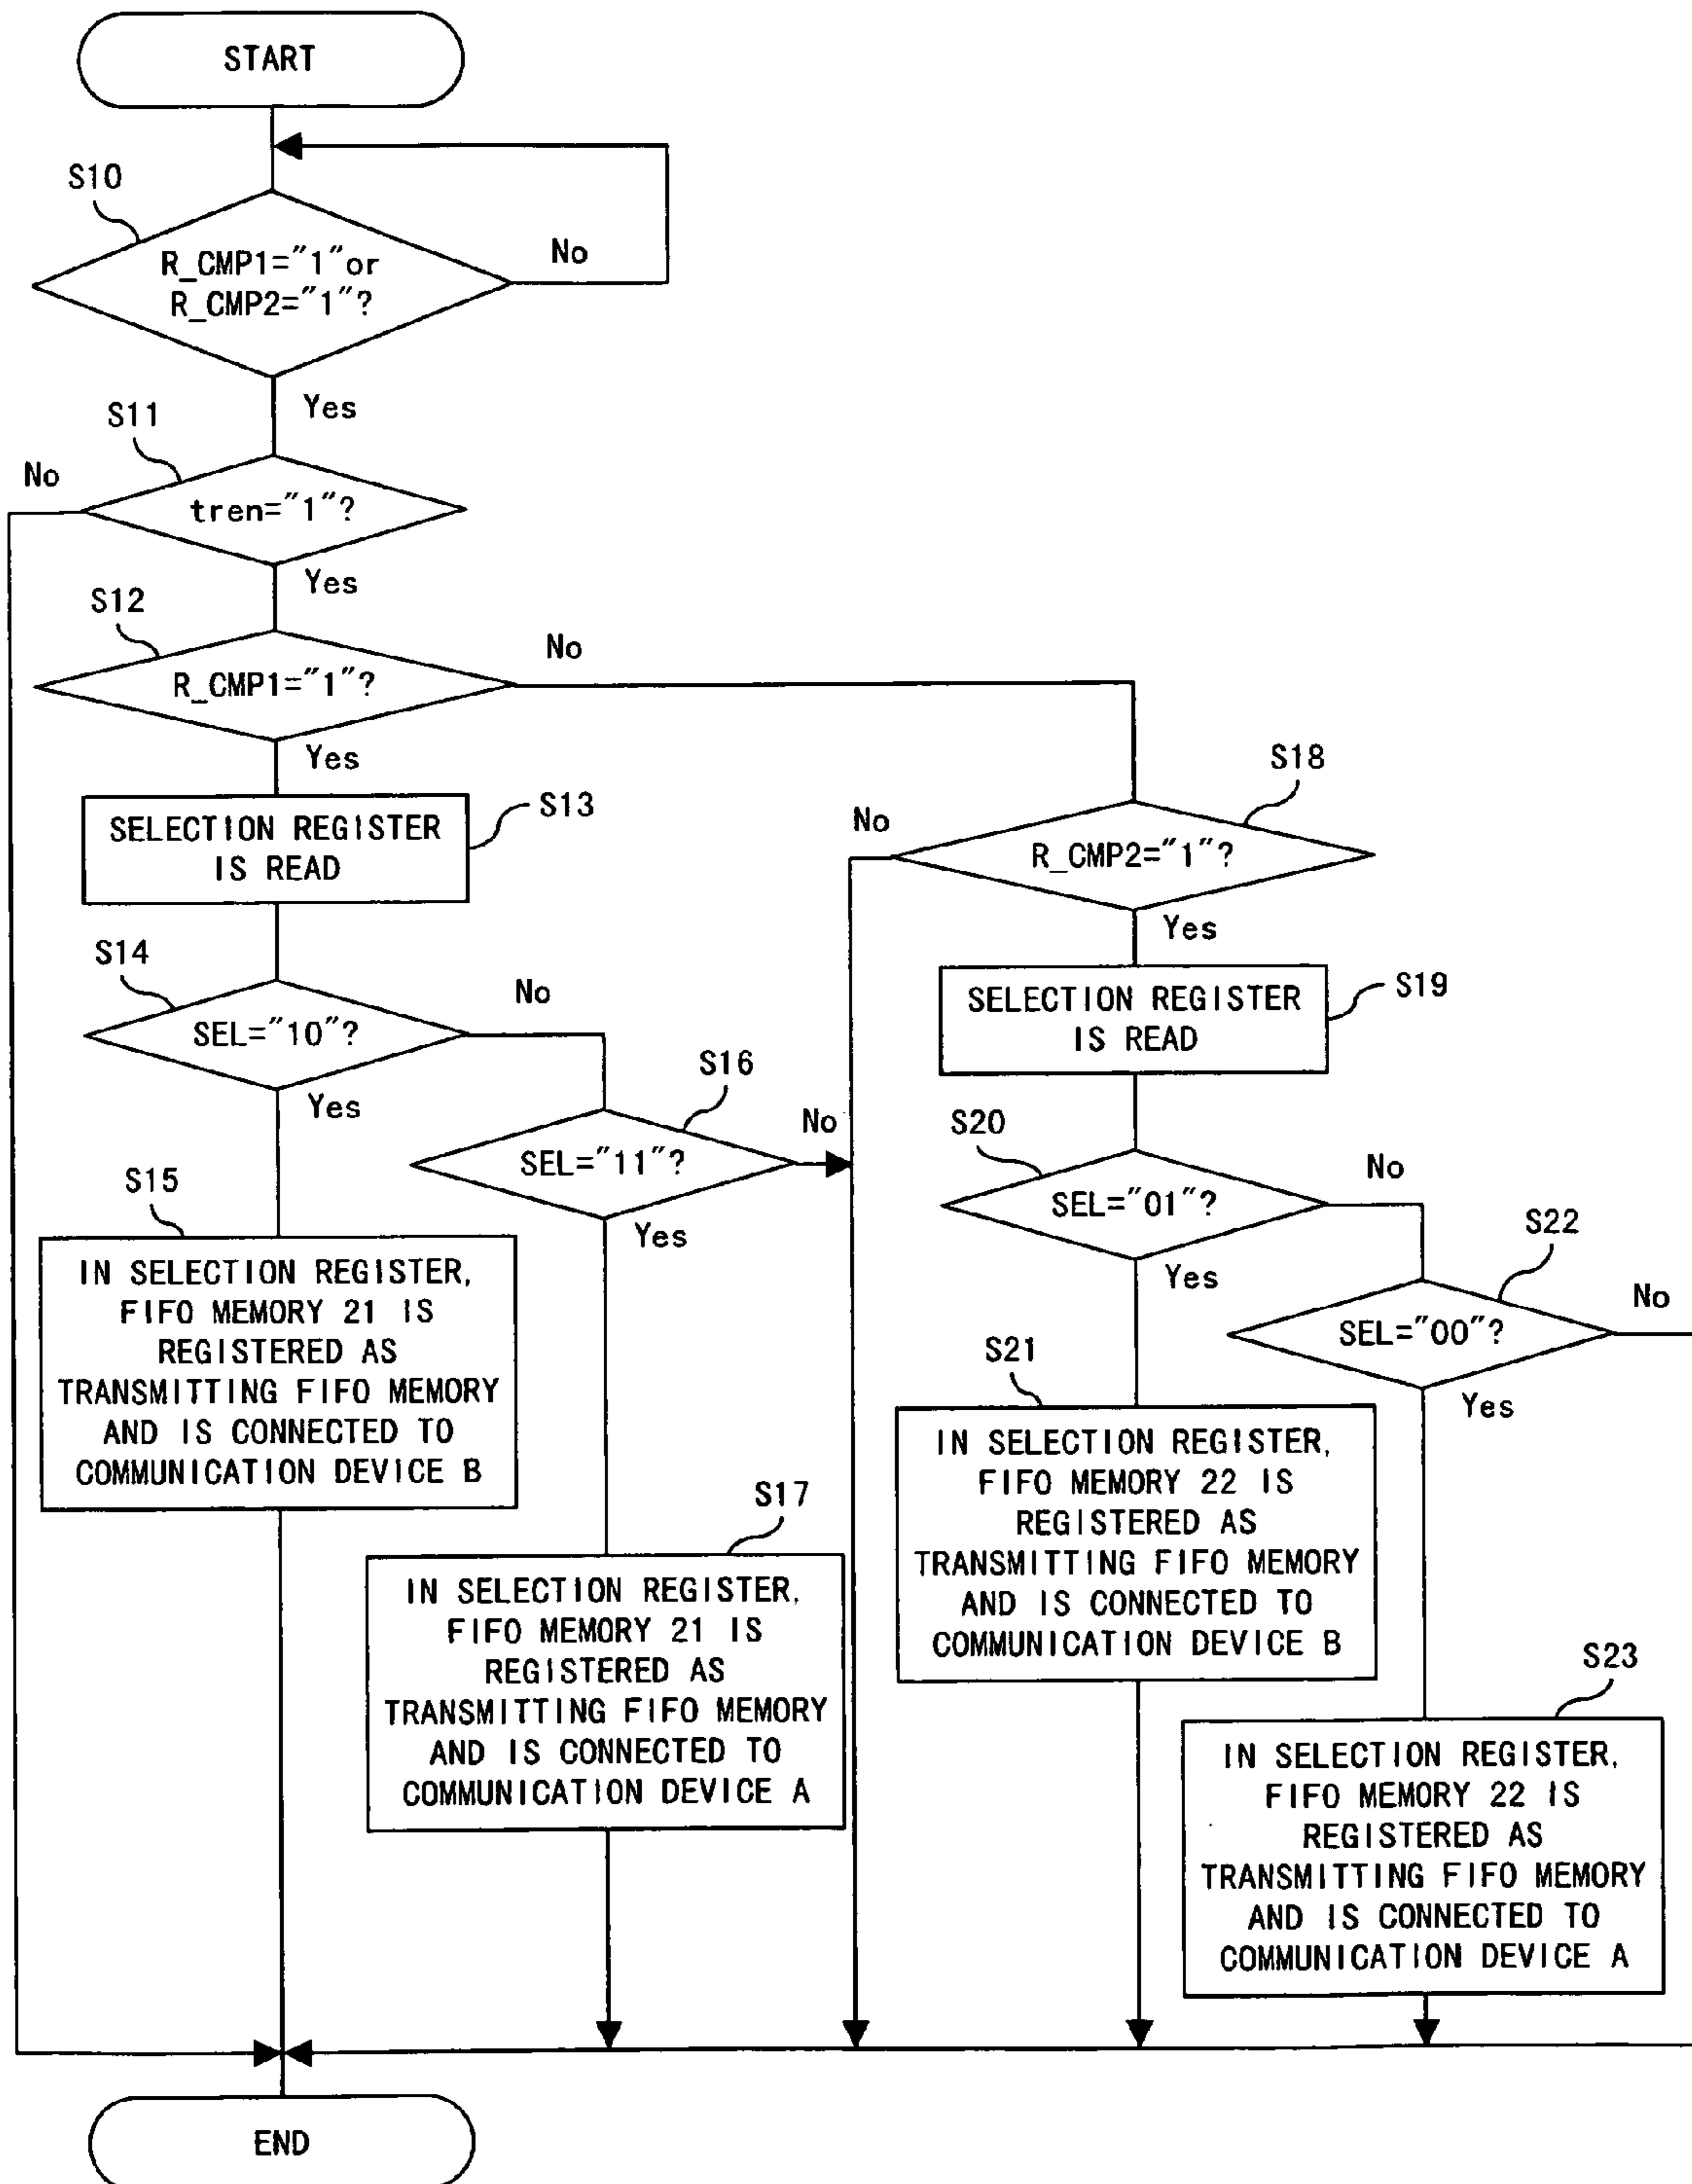 START
S10
R_CMP1="1"or
R_CMP2="1"?
No
Yes
S11
No
tren="1"?
Yes
S12
R_CMP1="1"?
No
Yes
S13
SELECTION REGISTER
IS READ
S14
SEL="10"?
No
Yes
S15
IN SELECTION REGISTER,
FIFO MEMORY 21 IS
REGISTERED AS
TRANSMITTING FIFO MEMORY
AND IS CONNECTED TO
COMMUNICATION DEVICE B
S16
SEL="11"?
No
Yes
S17
IN SELECTION REGISTER,
FIFO MEMORY 21 IS
REGISTERED AS
TRANSMITTING FIFO MEMORY
AND IS CONNECTED TO
COMMUNICATION DEVICE A
S18
No
R_CMP2="1"?
Yes
S19
SELECTION REGISTER
IS READ
S20
SEL="01"?
No
Yes
S21
IN SELECTION REGISTER,
FIFO MEMORY 22 IS
REGISTERED AS
TRANSMITTING FIFO MEMORY
AND IS CONNECTED TO
COMMUNICATION DEVICE B
S22
SEL="00"?
No
Yes
S23
IN SELECTION REGISTER,
FIFO MEMORY 22 IS
REGISTERED AS
TRANSMITTING FIFO MEMORY
AND IS CONNECTED TO
COMMUNICATION DEVICE A
END